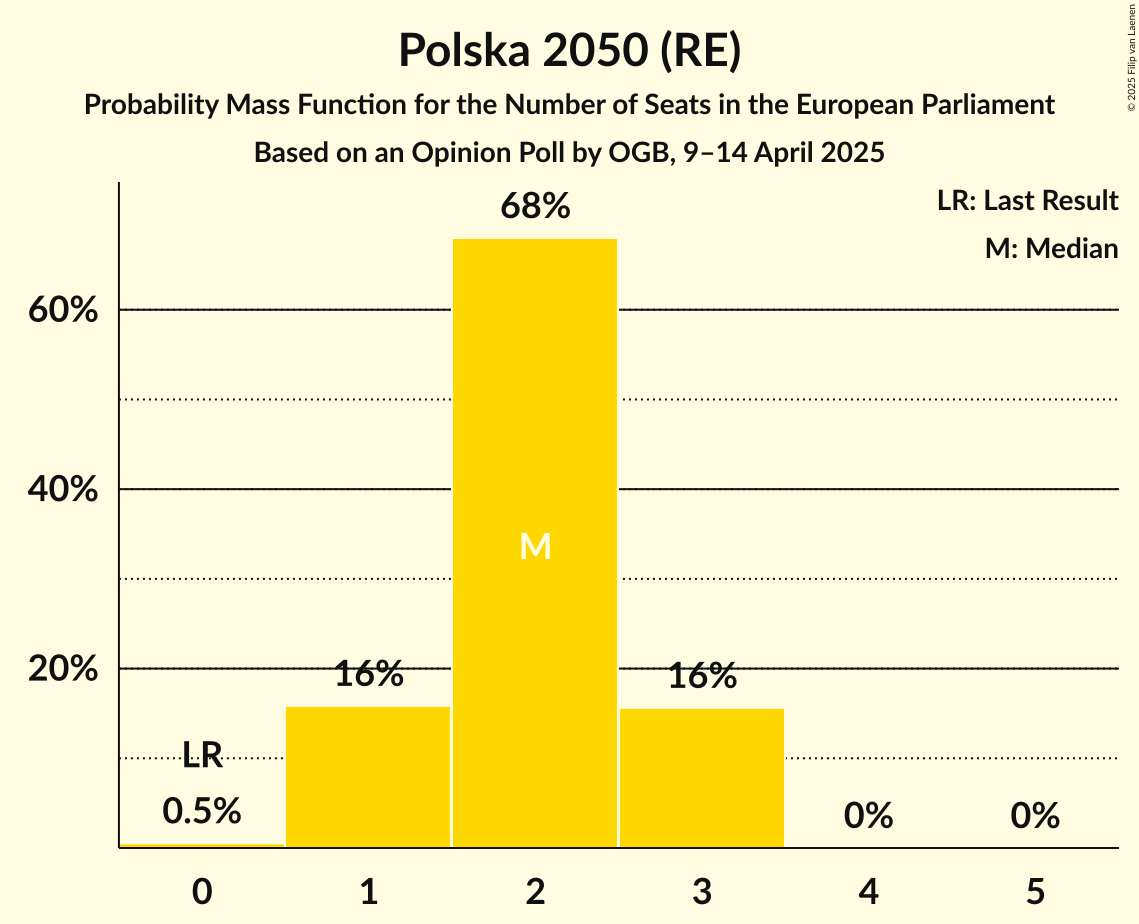 Polska 2050 (RE)
Probability Mass Function for the Number of Seats in the European Parliament
Based on an Opinion Poll by OGB, 9–14 April 2025
© 2025 Filip van Laenen
LR: Last Result
M: Median
68%
60%
40%
M
20%
16%
16%
LR
0.5%
0%
0%
0
1
2
3
4
5